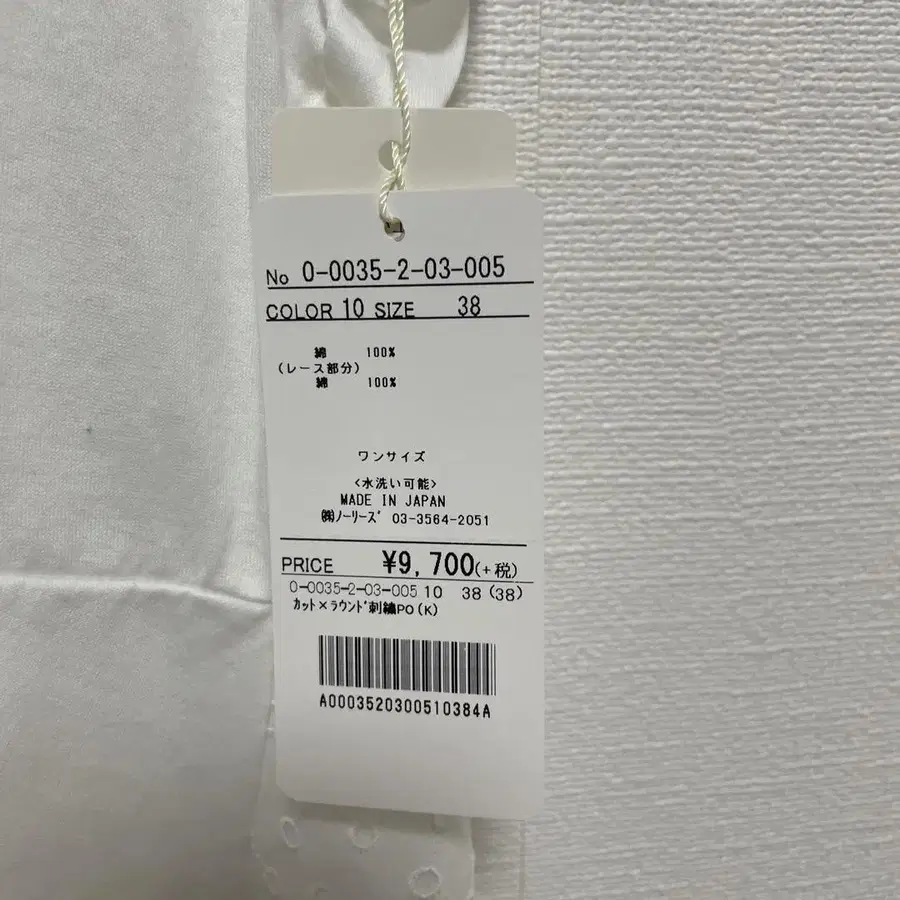 No 0-0035-2-03-005
COLOR 10 SIZE 38
綿 100%
(レース部分)
綿 100%
ワンサイズ
<水洗い可能>
MADE IN JAPAN
㈱ノーリーズ 03-3564-2051
PRICE ¥9,700(+税)
0-0035-2-03-005 10 38 (38)
カット×ラウンド刺繍PO(K)
A0003520300510384A